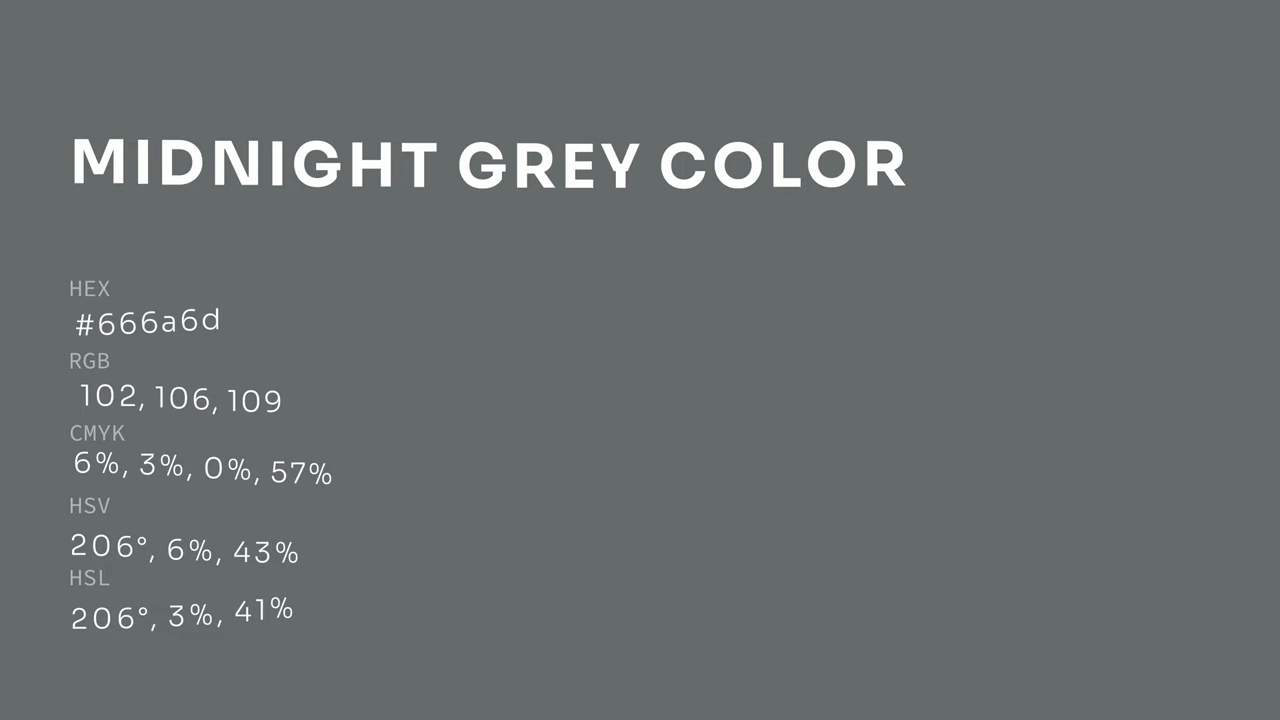 MIDNIGHT GREY COLOR
HEX
#666a6d
RGB
102, 106, 109
CMYK
6%, 3%, 0%, 57%
HSV
206°, 6%, 43%
HSL
206°, 3%, 41%